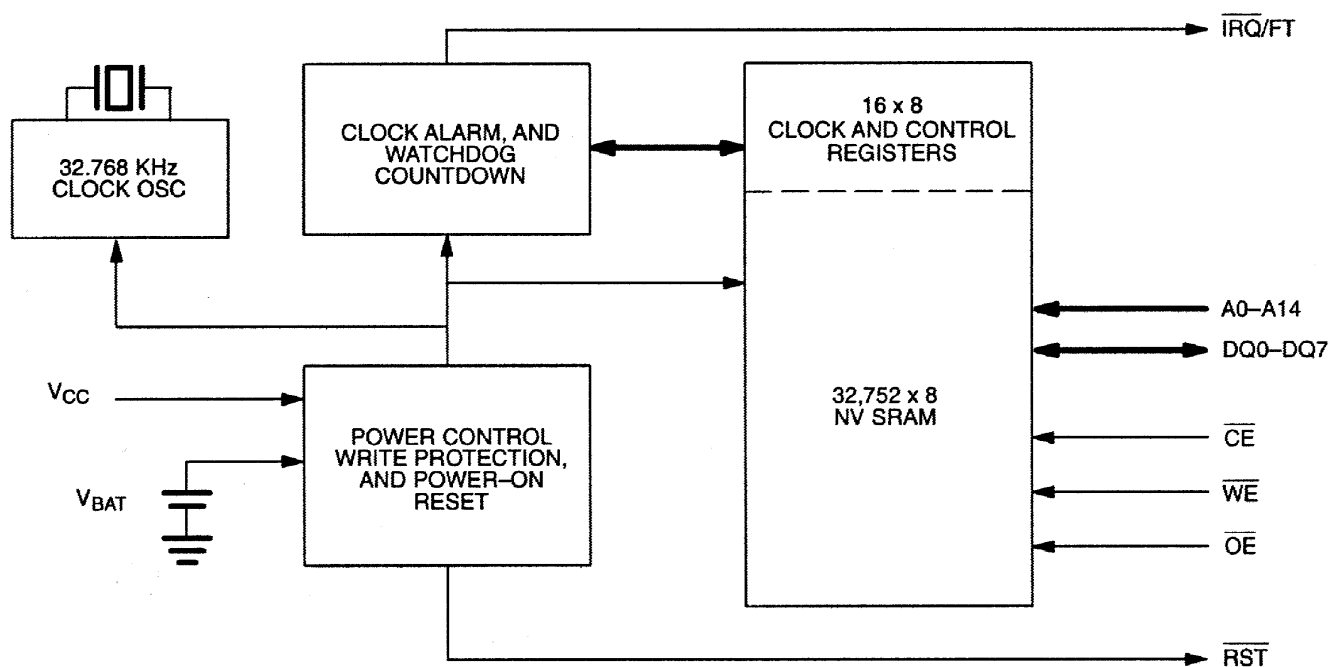 IRQ/FT
32.768 KHz
CLOCK OSC
CLOCK ALARM, AND
WATCHDOG
COUNTDOWN
16 x 8
CLOCK AND CONTROL
REGISTERS
A0–A14
DQ0–DQ7
VCC
POWER CONTROL
WRITE PROTECTION,
AND POWER–ON
RESET
VBAT
32,752 x 8
NV SRAM
CE
WE
OE
RST